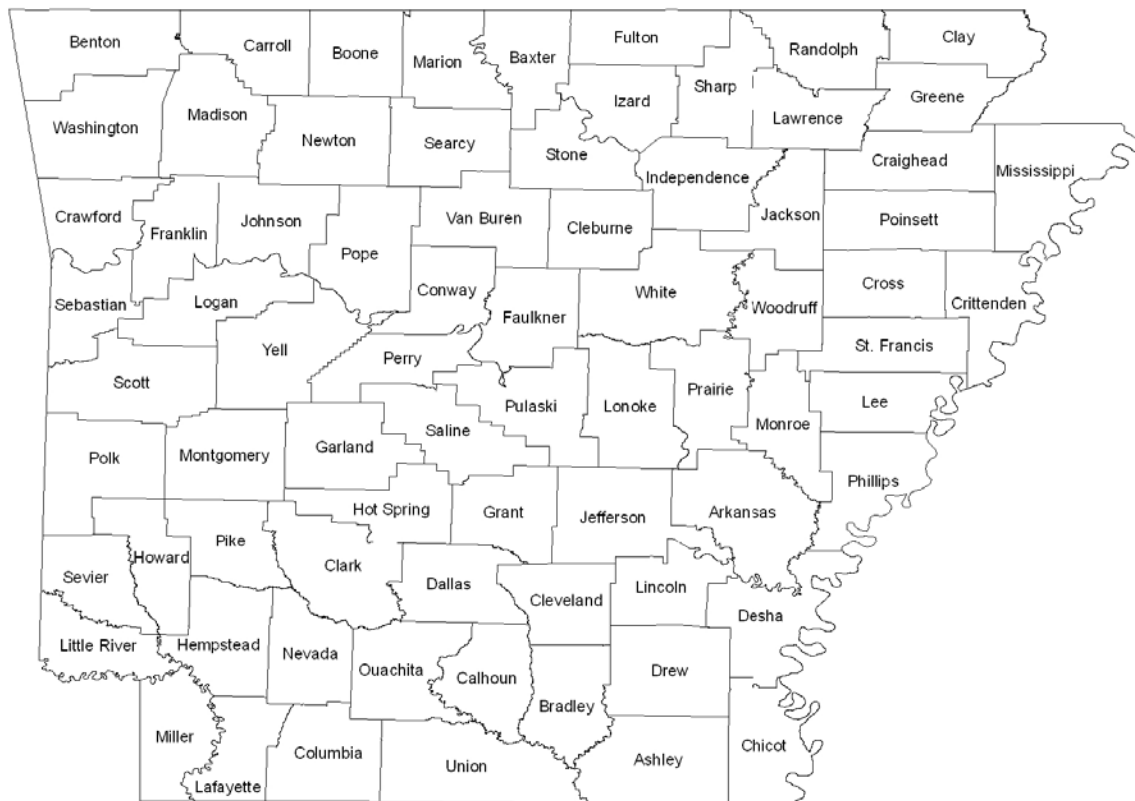 Benton
Carroll
Boone
Marion
Baxter
Fulton
Randolph
Clay
Washington
Madison
Newton
Searcy
Stone
Izard
Sharp
Lawrence
Greene
Independence
Craighead
Mississippi
Crawford
Franklin
Johnson
Pope
Van Buren
Cleburne
Jackson
Poinsett
Sebastian
Logan
Conway
Faulkner
White
Woodruff
Cross
Crittenden
Scott
Yell
Perry
Pulaski
Lonoke
Prairie
Monroe
St. Francis
Lee
Polk
Montgomery
Garland
Saline
Phillips
Hot Spring
Grant
Jefferson
Arkansas
Sevier
Howard
Pike
Clark
Dallas
Cleveland
Lincoln
Desha
Little River
Hempstead
Nevada
Ouachita
Calhoun
Bradley
Drew
Miller
Lafayette
Columbia
Union
Ashley
Chicot